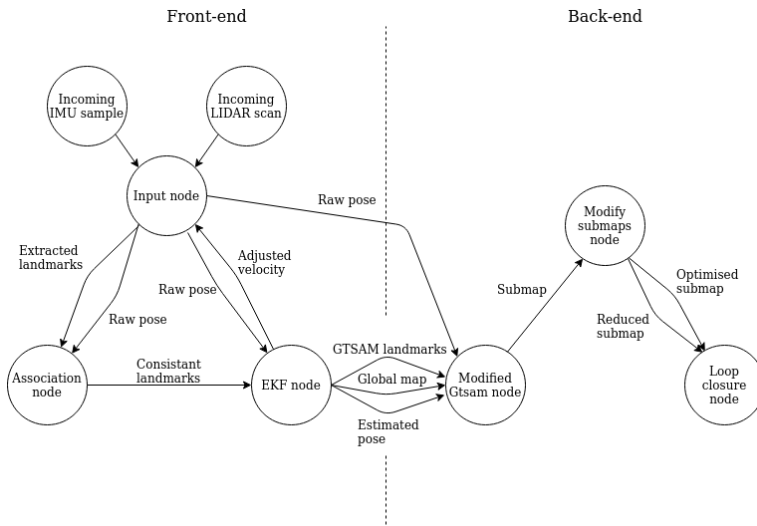 Front-end
Back-end
Incoming
IMU sample
Incoming
LIDAR scan
Input node
Raw pose
Modify
submaps
node
Extracted
landmarks
Adjusted
velocity
Raw pose
Raw pose
Submap
Optimised
submap
Reduced
submap
Association
node
Consistant
landmarks
EKF node
GTSAM landmarks
Global map
Estimated
pose
Modified
Gtsam node
Loop
closure
node